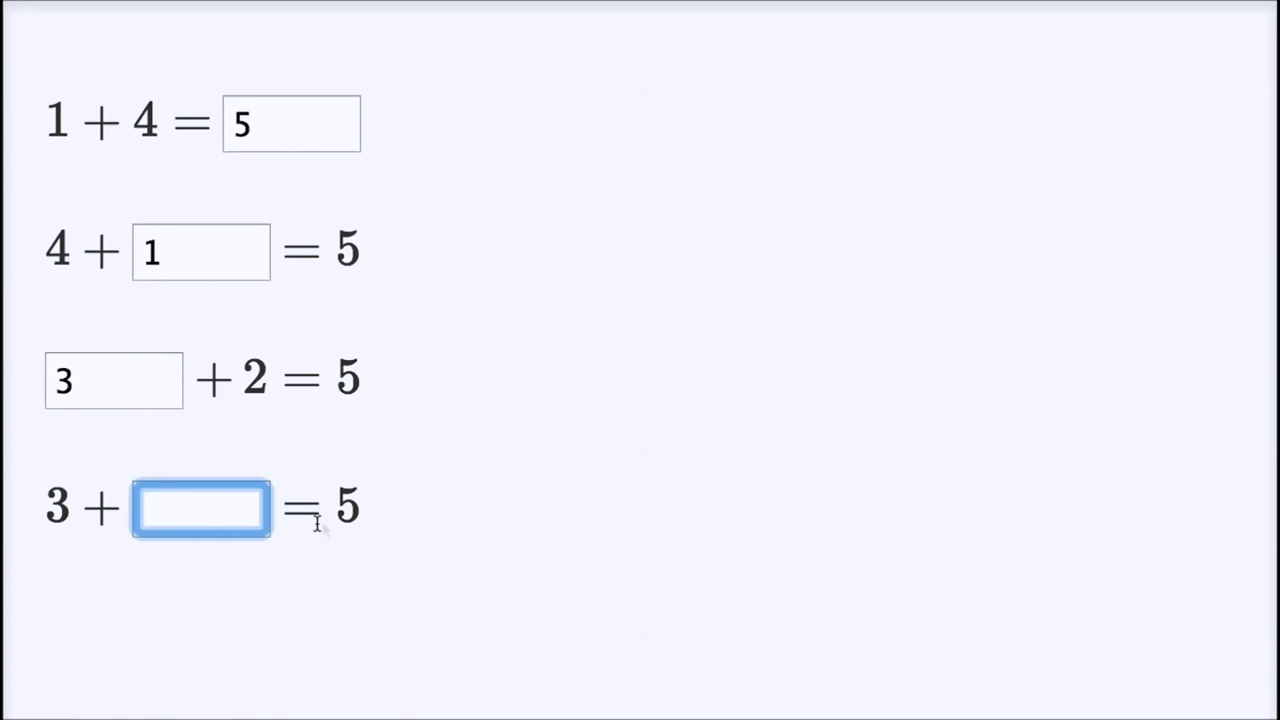 1 + 4 = 5
4 + 1 = 5
3 + 2 = 5
3 + = 5